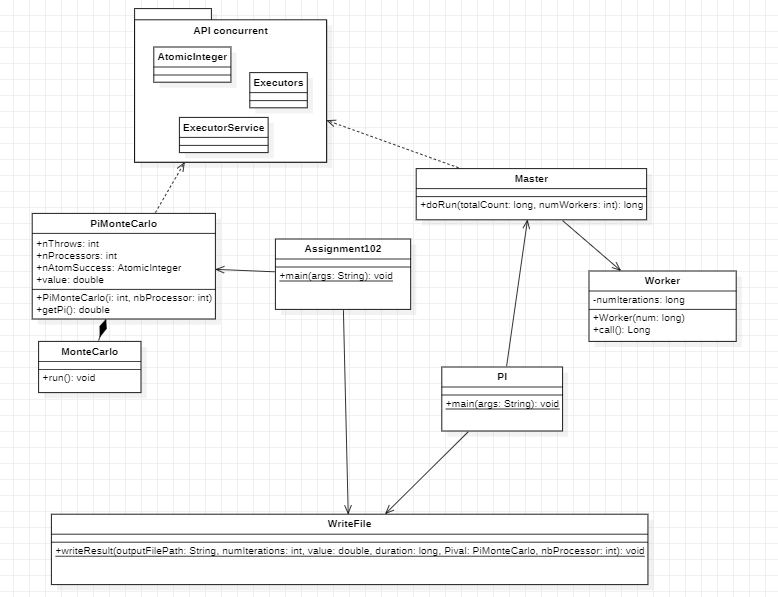 API concurrent
AtomicInteger
Executors
ExecutorService
Master
+doRun(totalCount: long, numWorkers: int): long
PiMonteCarlo
+nThrows: int
+nProcessors: int
+nAtomSuccess: AtomicInteger
+value: double
+PiMonteCarlo(i: int, nbProcessor: int)
+getPi(): double
Assignment102
+main(args: String): void
Worker
-numIterations: long
+Worker(num: long)
+call(): Long
MonteCarlo
+run(): void
PI
+main(args: String): void
WriteFile
+writeResult(outputFilePath: String, numIterations: int, value: double, duration: long, Pival: PiMonteCarlo, nbProcessor: int): void